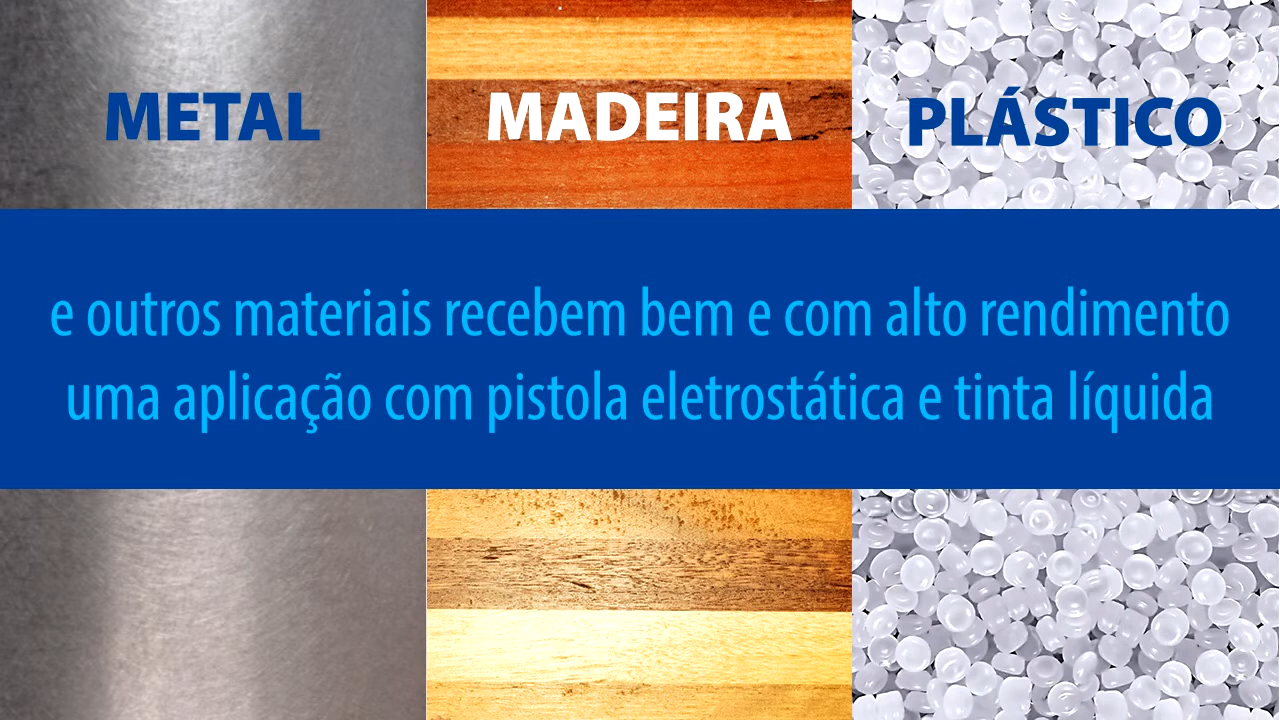 METAL MADEIRA PLÁSTICO
e outros materiais recebem bem e com alto rendimento
uma aplicação com pistola eletrostática e tinta líquida